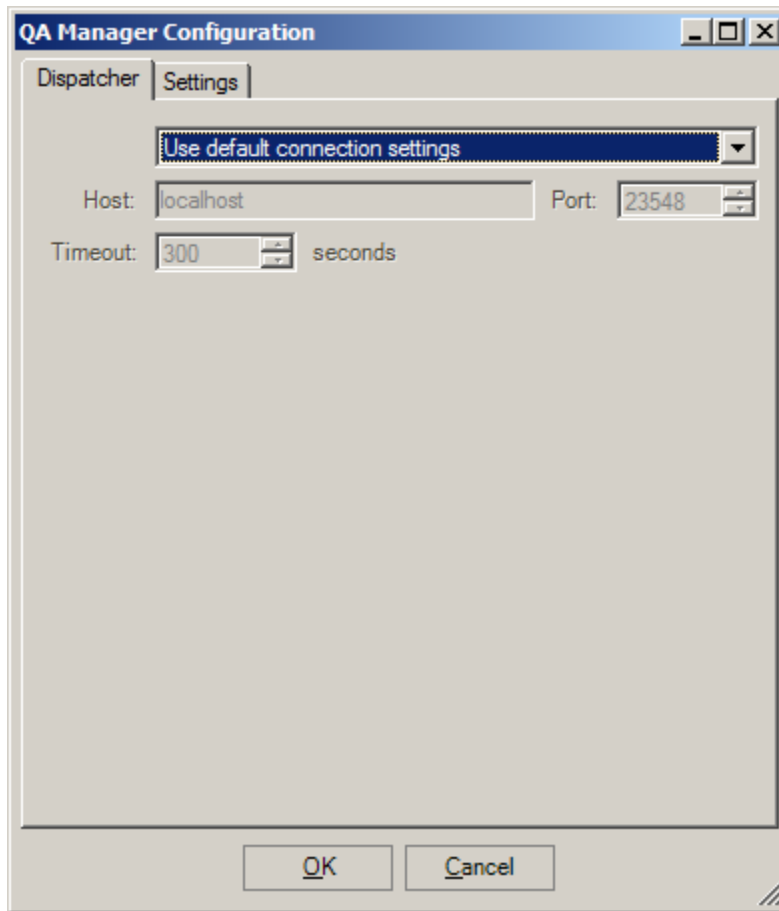 QA Manager Configuration
Dispatcher Settings
Use default connection settings
Host: localhost Port: 23548
Timeout: 300 seconds
OK Cancel